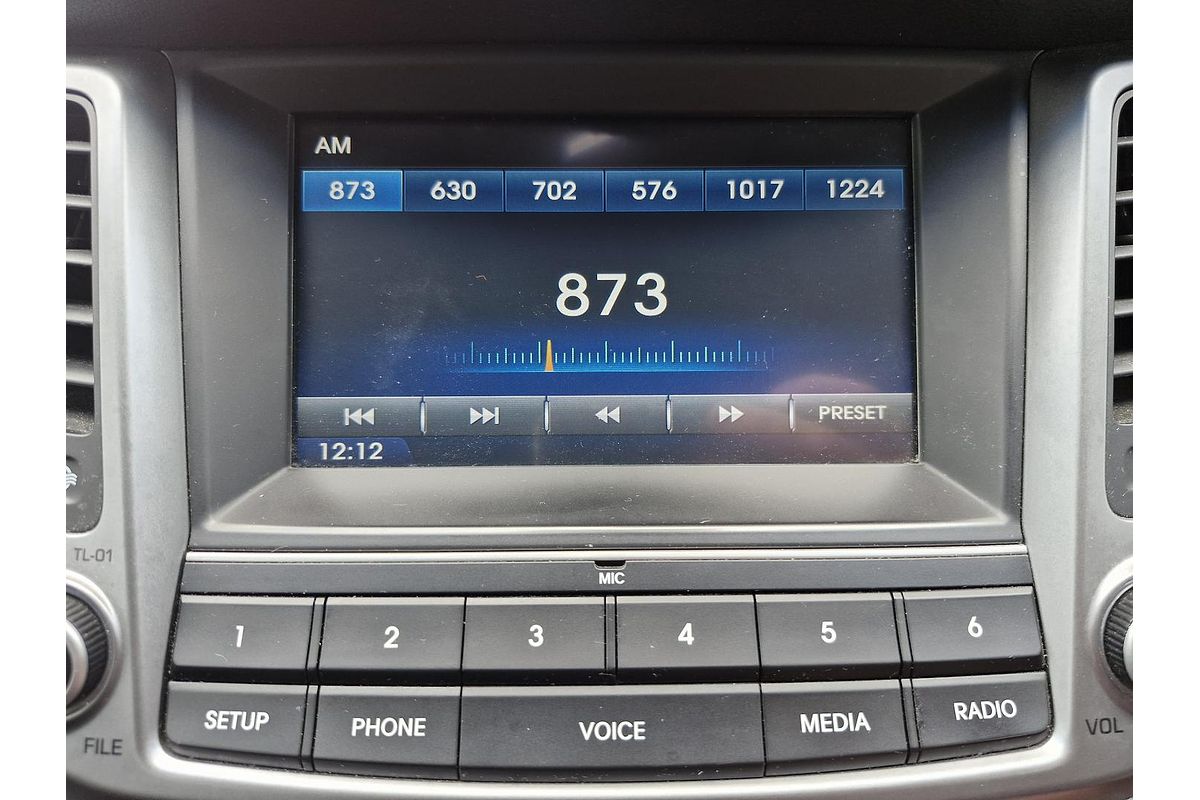 AM
873 630 702 576 1017 1224
873
PRESET
12:12
TL-01
MIC
1 2 3 4 5 6
SETUP PHONE VOICE MEDIA RADIO
FILE VOL